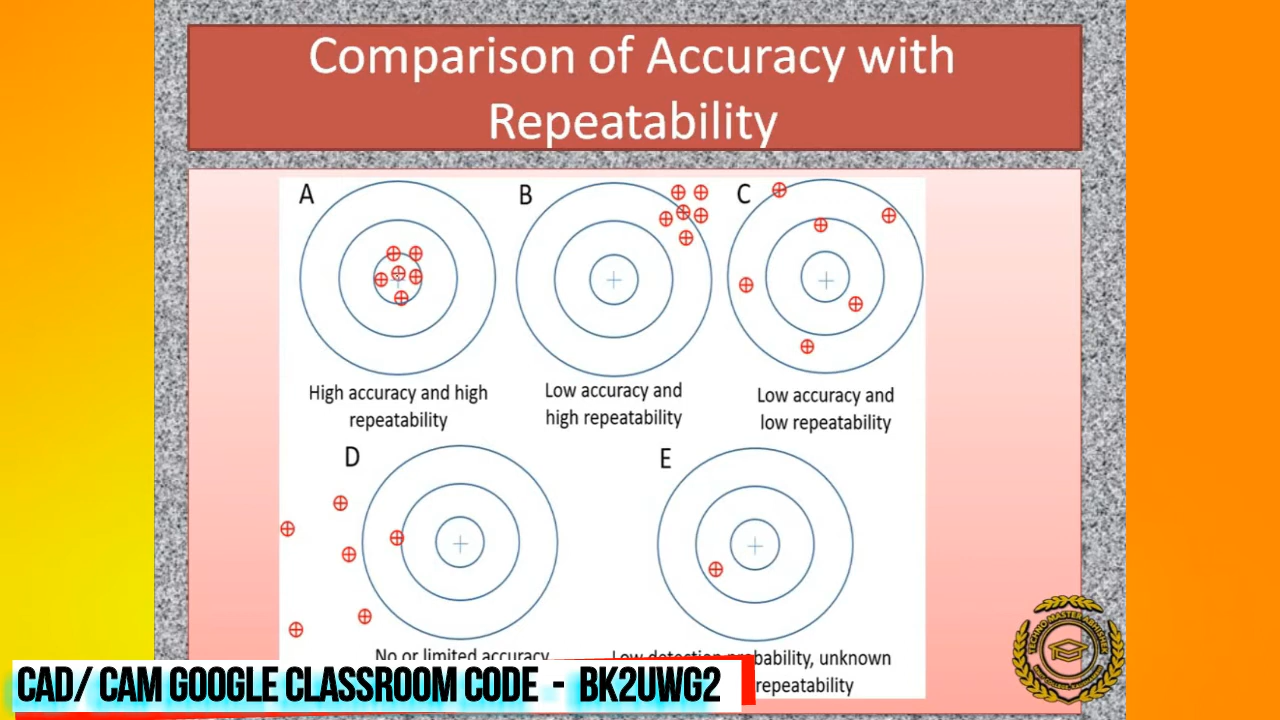 Comparison of Accuracy with
Repeatability
A
B
C
High accuracy and high
repeatability
Low accuracy and
high repeatability
Low accuracy and
low repeatability
D
E
No or limited accuracy
Low detection probability, unknown
repeatability
CAD/ CAM GOOGLE CLASSROOM CODE - BK2UWG2